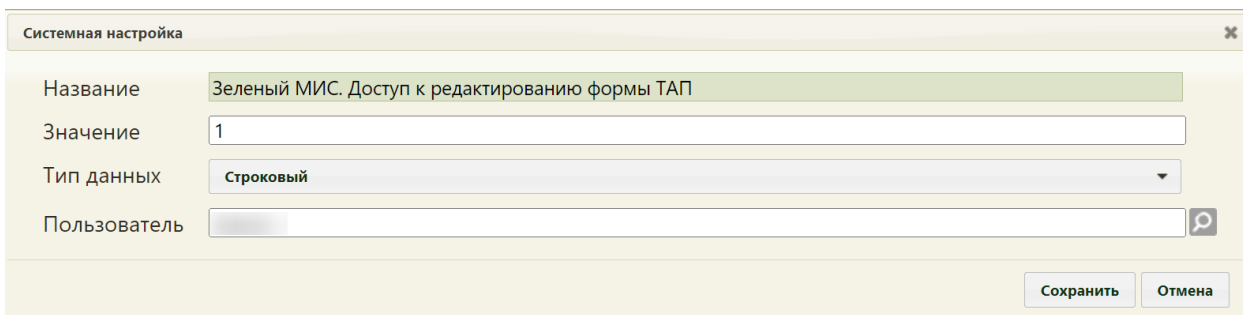 Системная настройка
Название Зеленый МИС. Доступ к редактированию формы ТАП
Значение 1
Тип данных Строковый
Пользователь
Сохранить Отмена